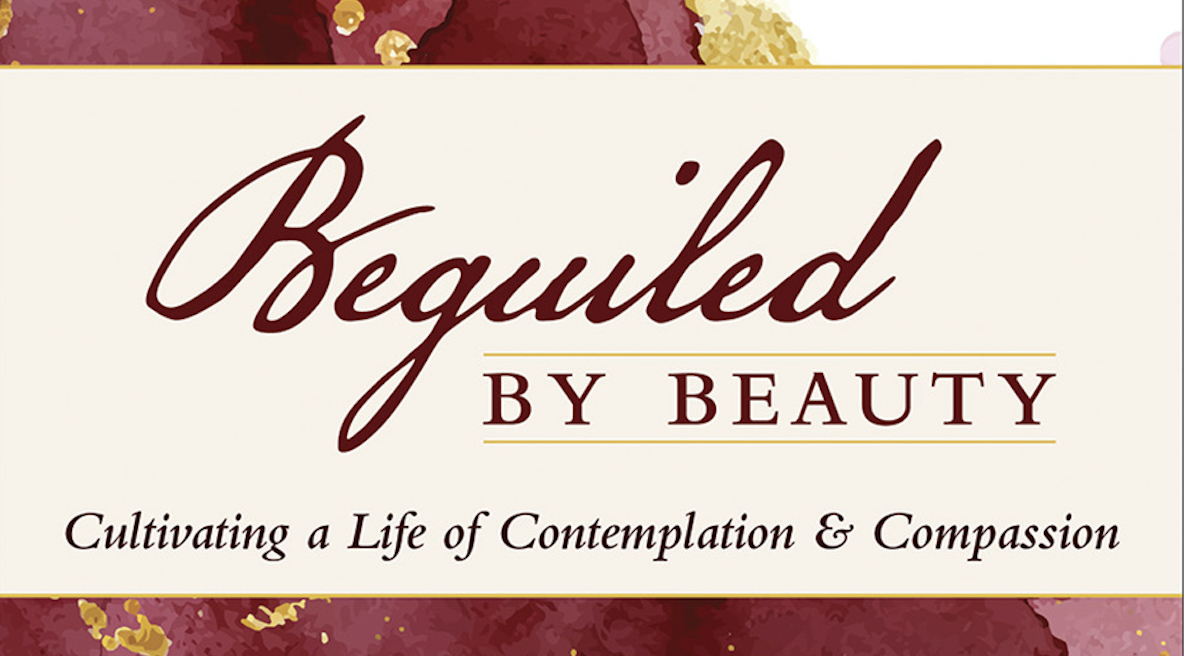 Beguiled
BY BEAUTY
Cultivating a Life of Contemplation & Compassion